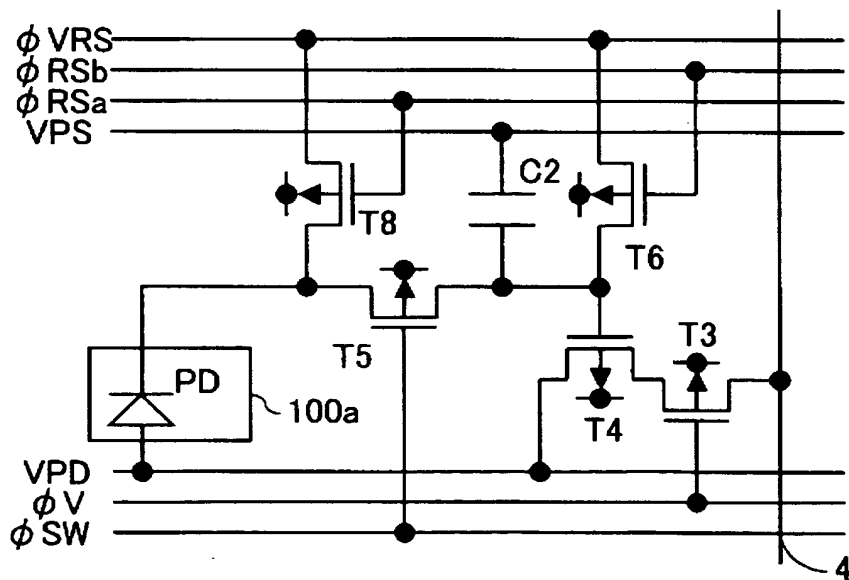 φVRS
φRSb
φRSa
VPS
C2
T8
T6
T5
T3
PD
100a
T4
VPD
φV
φSW
4